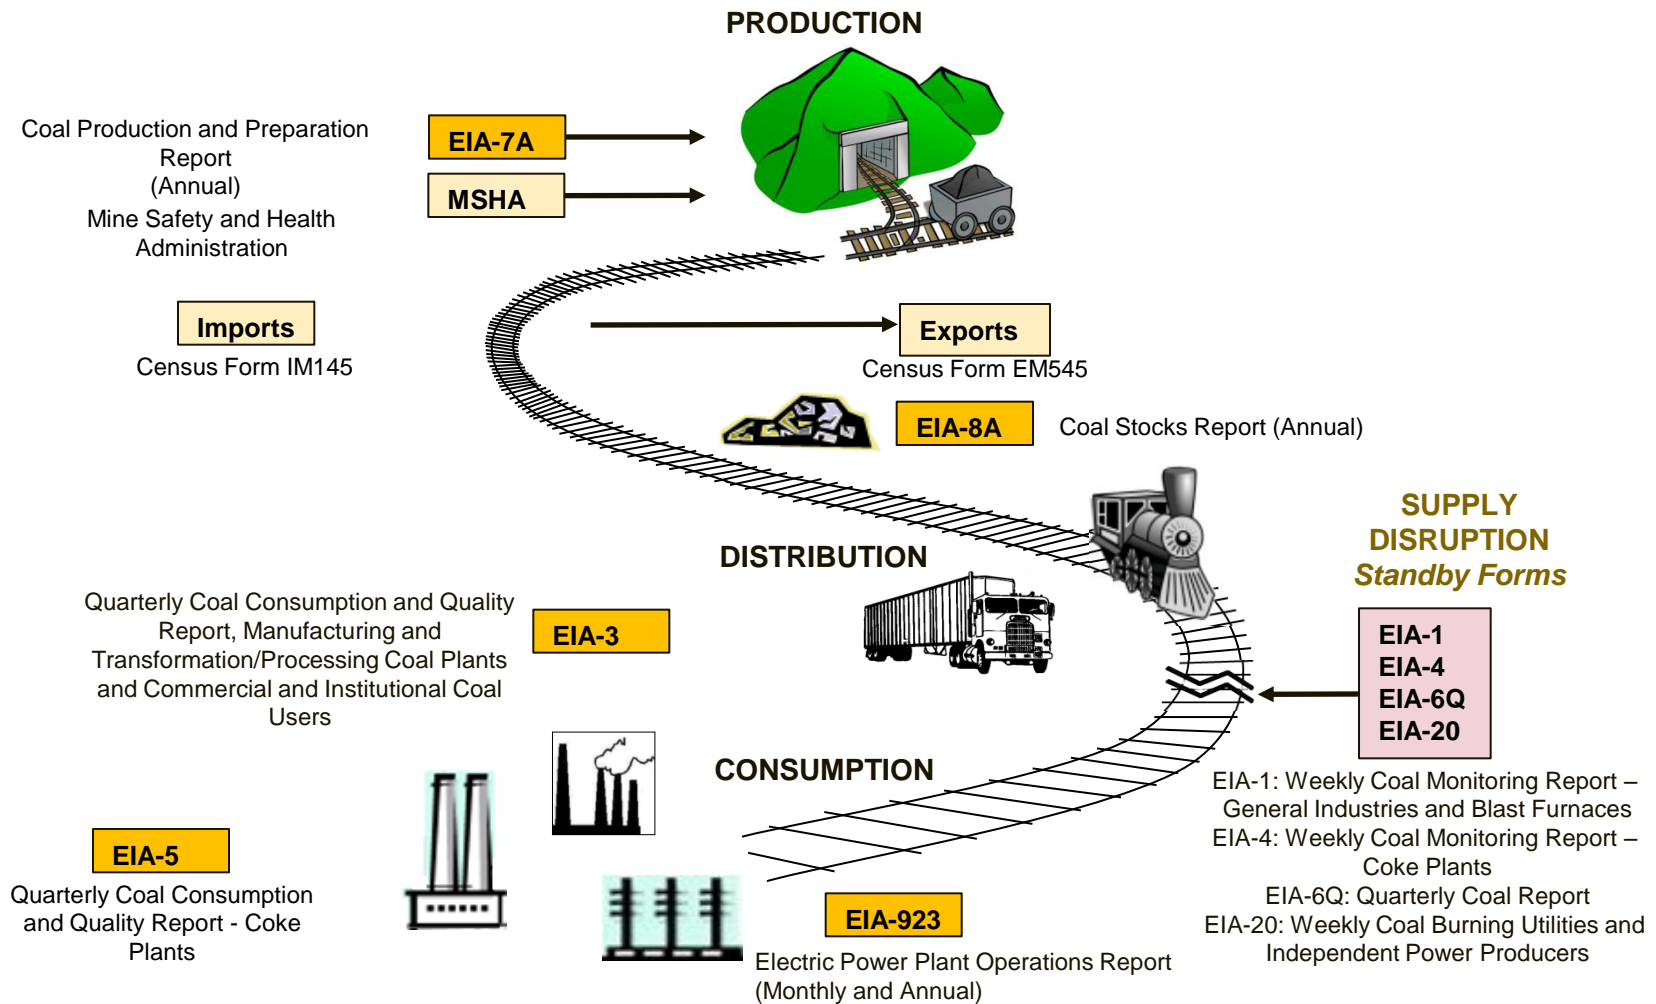 PRODUCTION
Coal Production and Preparation
Report
(Annual)
EIA-7A
Mine Safety and Health
Administration
MSHA
Imports
Census Form IM145
Exports
Census Form EM545
EIA-8A
Coal Stocks Report (Annual)
SUPPLY
DISRUPTION
Standby Forms
DISTRIBUTION
Quarterly Coal Consumption and Quality
Report, Manufacturing and
Transformation/Processing Coal Plants
and Commercial and Institutional Coal
Users
EIA-3
EIA-1
EIA-4
EIA-6Q
EIA-20
CONSUMPTION
EIA-1: Weekly Coal Monitoring Report –
General Industries and Blast Furnaces
EIA-4: Weekly Coal Monitoring Report –
Coke Plants
EIA-6Q: Quarterly Coal Report
EIA-20: Weekly Coal Burning Utilities and
Independent Power Producers
EIA-5
Quarterly Coal Consumption
and Quality Report - Coke
Plants
EIA-923
Electric Power Plant Operations Report
(Monthly and Annual)